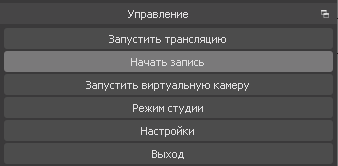 Управление
Запустить трансляцию
Начать запись
Запустить виртуальную камеру
Режим студии
Настройки
Выход